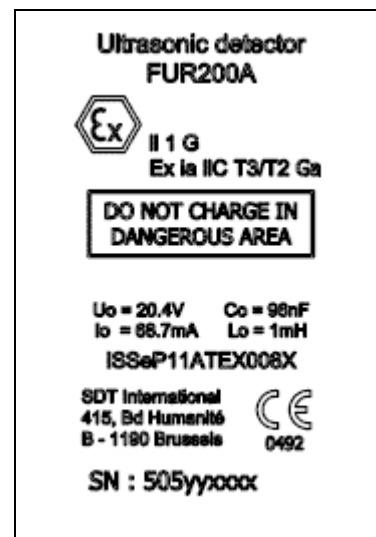 Ultrasonic detector
FUR200A
Ex
II 1 G
Ex ia IIC T3/T2 Ga
DO NOT CHARGE IN
DANGEROUS AREA
Uo = 20.4V Co = 98nF
Io = 68.7mA Lo = 1mH
ISSeP11ATEX008X
SDT International
415, Bd Humanité
B - 1190 Brussels
CE
0492
SN : 505yyxxxx